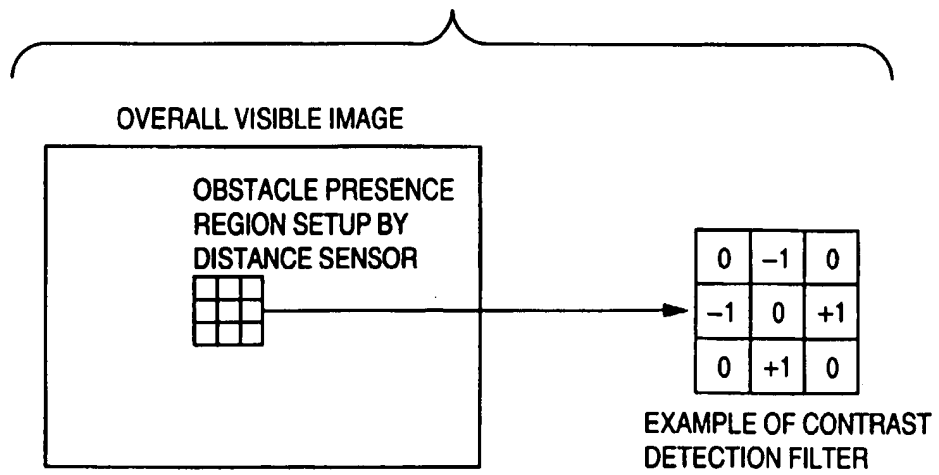 OVERALL VISIBLE IMAGE
OBSTACLE PRESENCE
REGION SETUP BY
DISTANCE SENSOR
0 −1 0
−1 0 +1
0 +1 0
EXAMPLE OF CONTRAST
DETECTION FILTER